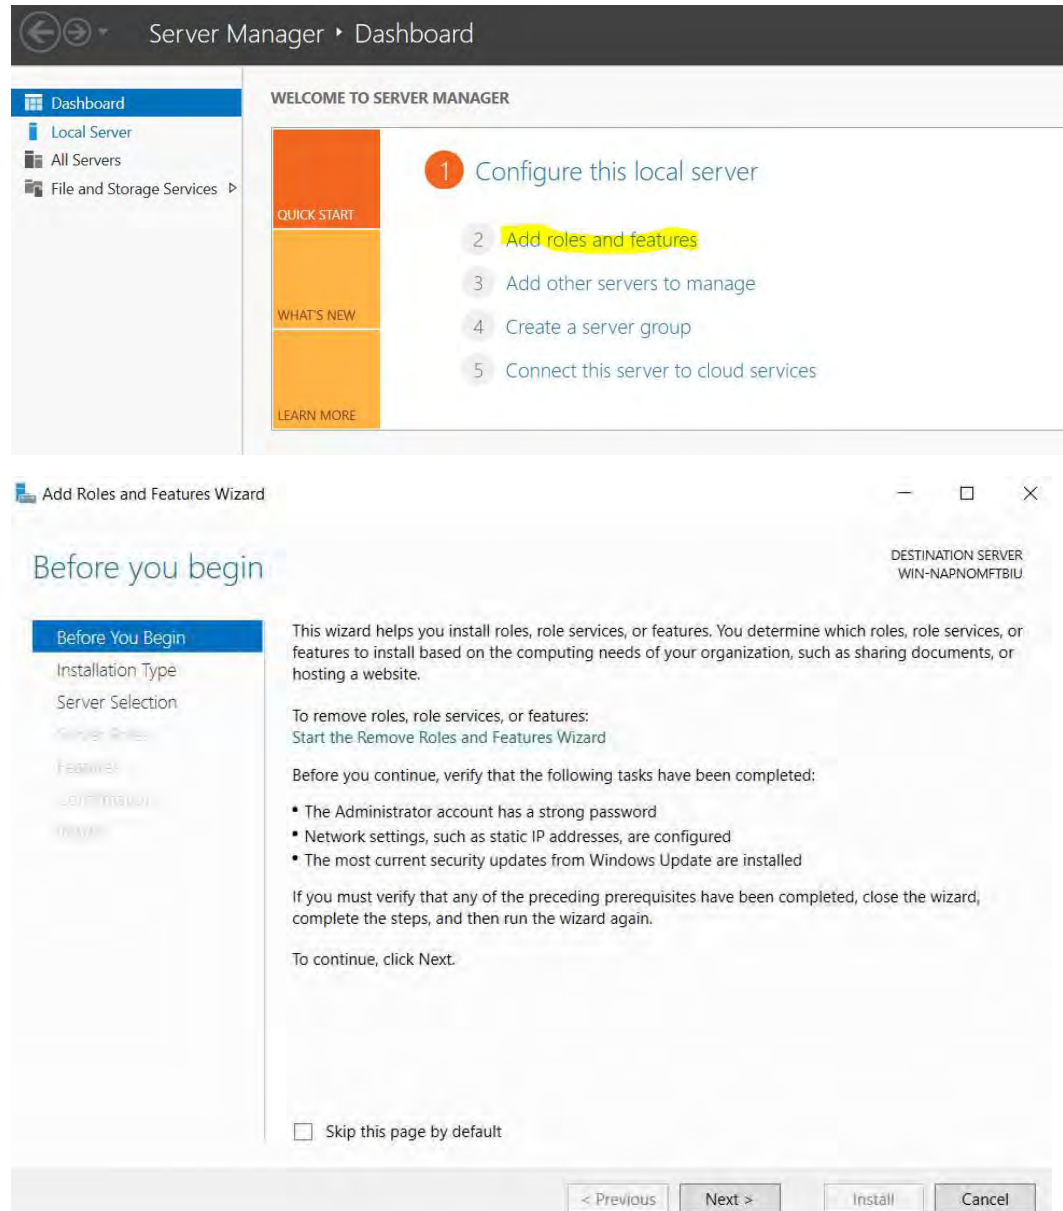 Server Manager ‣ Dashboard
Dashboard
Local Server
All Servers
File and Storage Services
WELCOME TO SERVER MANAGER
QUICK START
WHAT'S NEW
LEARN MORE
1 Configure this local server
2 Add roles and features
3 Add other servers to manage
4 Create a server group
5 Connect this server to cloud services
Add Roles and Features Wizard
Before you begin
DESTINATION SERVER
WIN-NAPNOMFTBIU
Before You Begin
Installation Type
Server Selection
Server Roles
Features
Confirmation
Results
This wizard helps you install roles, role services, or features. You determine which roles, role services, or
features to install based on the computing needs of your organization, such as sharing documents, or
hosting a website.
To remove roles, role services, or features:
Start the Remove Roles and Features Wizard
Before you continue, verify that the following tasks have been completed:
• The Administrator account has a strong password
• Network settings, such as static IP addresses, are configured
• The most current security updates from Windows Update are installed
If you must verify that any of the preceding prerequisites have been completed, close the wizard,
complete the steps, and then run the wizard again.
To continue, click Next.
Skip this page by default
< Previous
Next >
Install
Cancel